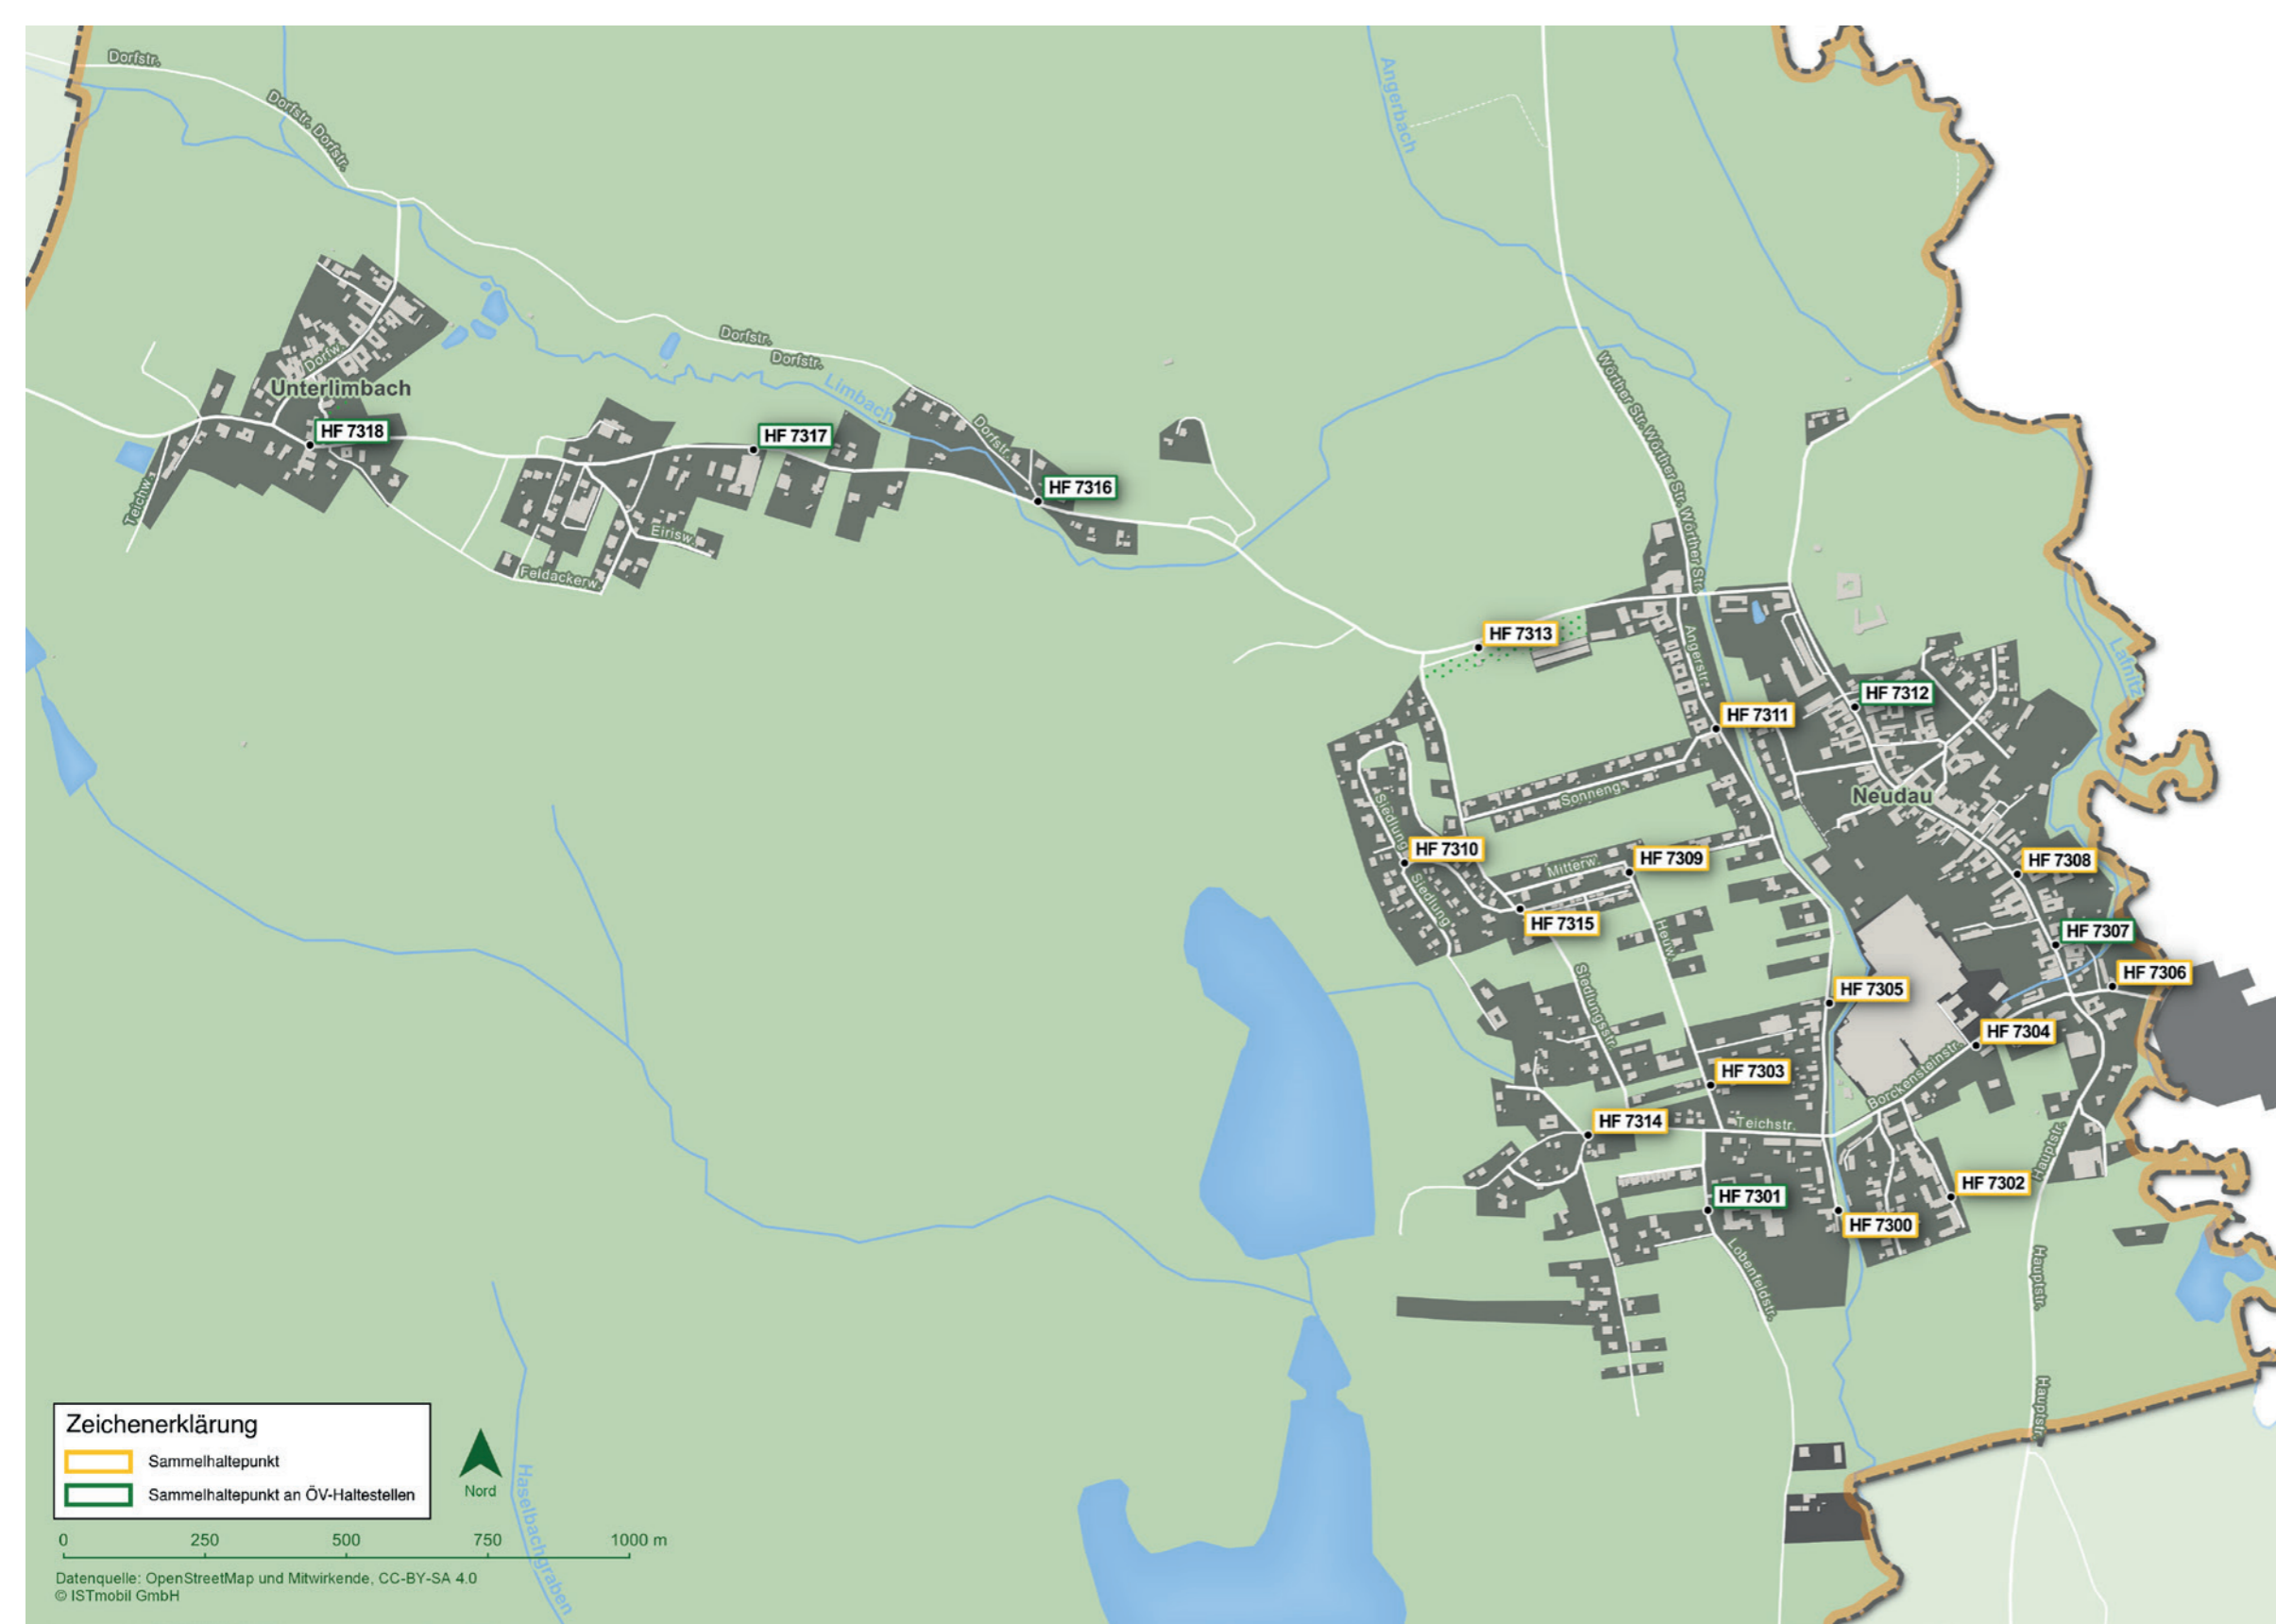 Dorfstr.
Dorfstr.
Dorfstr.
Angerbach
Dorfstr.
Dorfstr.
Limbach
Dorfw.
Unterlimbach
HF 7318
HF 7317
Dorfstr.
HF 7316
Teichw.
Eirisw.
Feldackerw.
Wörther Str.
Wörther Str.
Wörther Str.
HF 7313
Angerstr.
Lafnitz
HF 7312
HF 7311
Sonneng.
Neudau
Siedlung
HF 7310
Mitterw.
HF 7309
HF 7308
Siedlung
HF 7315
Heuw.
HF 7307
HF 7306
Siedlungsstr.
HF 7305
HF 7304
Borckensteinstr.
HF 7303
HF 7314
Teichstr.
Hauptstr.
HF 7301
HF 7302
HF 7300
Lobenfeldstr.
Hauptstr.
Hauptstr.
Zeichenerklärung
Sammelhaltepunkt
Sammelhaltepunkt an ÖV-Haltestellen
Nord
Haselbachgraben
0 250 500 750 1000 m
Datenquelle: OpenStreetMap und Mitwirkende, CC-BY-SA 4.0
© ISTmobil GmbH